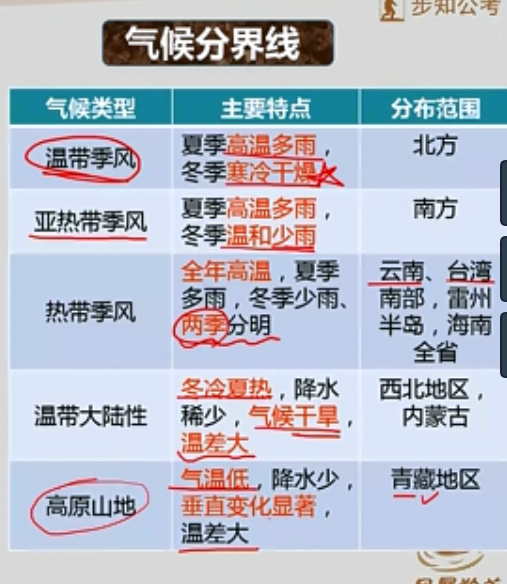 步知公考
气候分界线
气候类型
主要特点
分布范围
温带季风
夏季高温多雨，
冬季寒冷干燥
北方
亚热带季风
夏季高温多雨，
冬季温和少雨
南方
热带季风
全年高温，夏季
多雨，冬季少雨、
两季分明
云南、台湾
南部，雷州
半岛，海南
全省
温带大陆性
冬冷夏热，降水
稀少，气候干旱，
温差大
西北地区，
内蒙古
高原山地
气温低，降水少，
垂直变化显著，
温差大
青藏地区